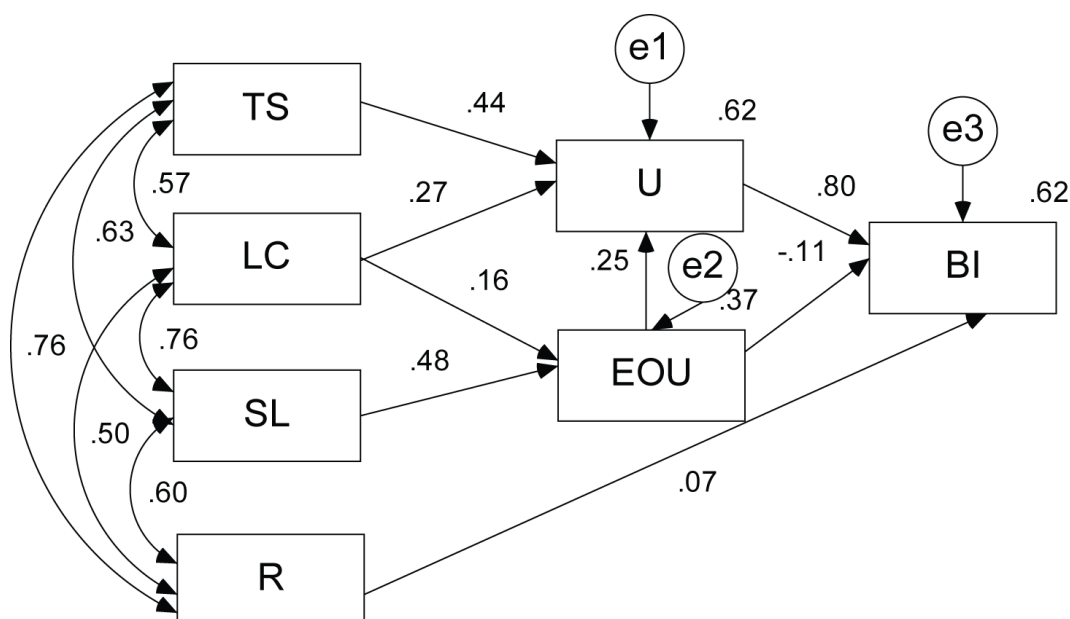 e1
TS
.44
.62
e3
U
.57
.27
.80
.62
.63
LC
.25
e2
-.11
BI
.16
.37
.76
.76
.48
EOU
SL
.50
.60
.07
R